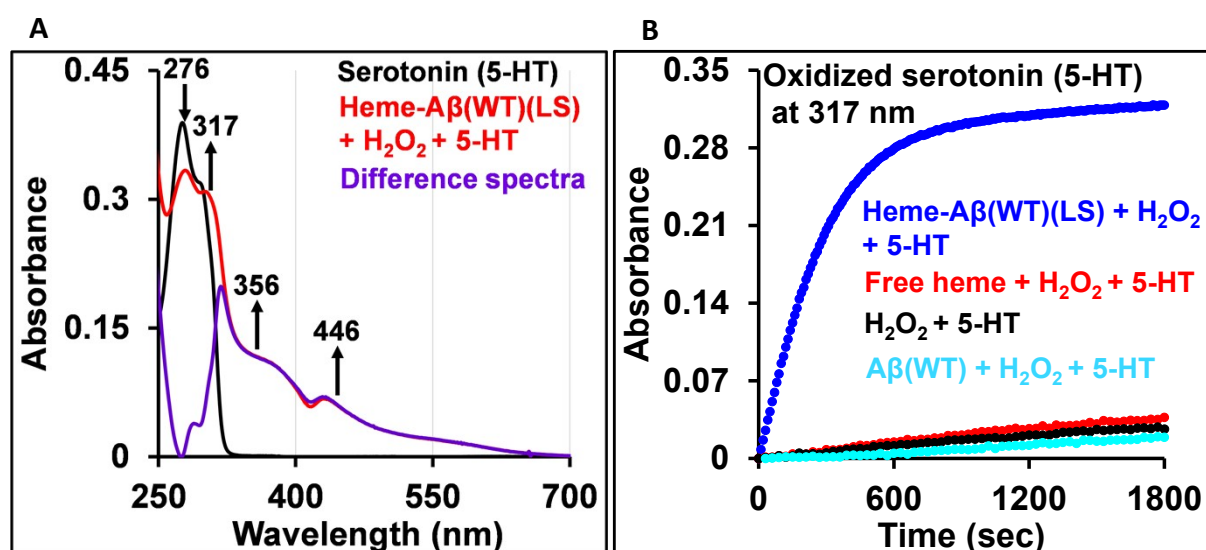 A
0.45
0.3
0.15
0
276
317
356
446
Serotonin (5-HT)
Heme-Aβ(WT)(LS)
+ H₂O₂ + 5-HT
Difference spectra
250
400
550
700
Wavelength (nm)
Absorbance
B
0.35
0.28
0.21
0.14
0.07
0
Oxidized serotonin (5-HT)
at 317 nm
Heme-Aβ(WT)(LS) + H₂O₂
+ 5-HT
Free heme + H₂O₂ + 5-HT
H₂O₂ + 5-HT
Aβ(WT) + H₂O₂ + 5-HT
0
600
1200
1800
Time (sec)
Absorbance